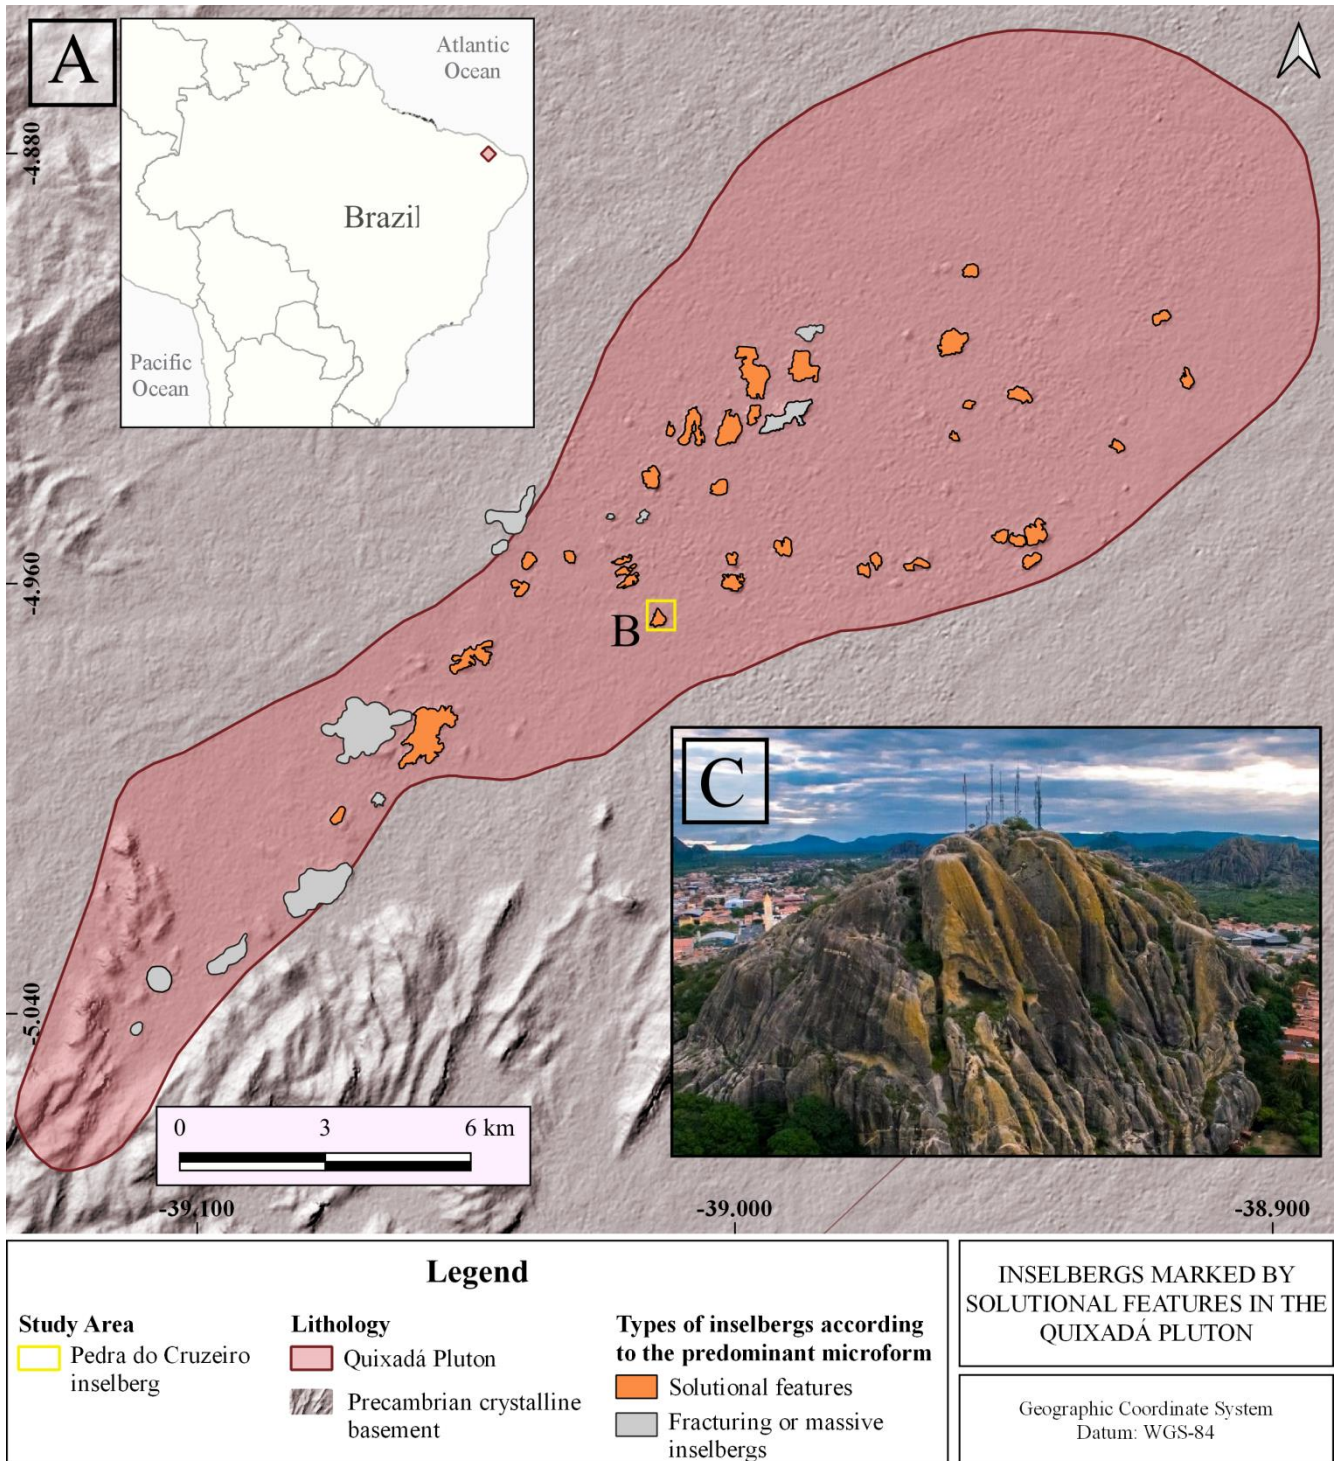 A
Atlantic
Ocean
Brazil
Pacific
Ocean
-4.880
-4.960
-5.040
B
C
0 3 6 km
-39.100 -39.000 -38.900
Legend
Study Area
Pedra do Cruzeiro
inselberg
Lithology
Quixadá Pluton
Precambrian crystalline
basement
Types of inselbergs according
to the predominant microform
Solutional features
Fracturing or massive
inselbergs
INSELBERGS MARKED BY
SOLUTIONAL FEATURES IN THE
QUIXADÁ PLUTON
Geographic Coordinate System
Datum: WGS-84